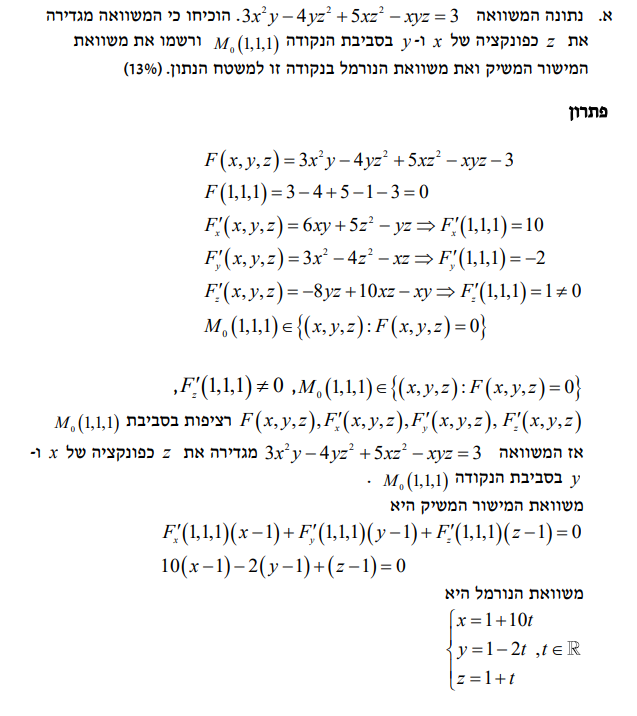 א. נתונה המשוואה 3x²y − 4yz² + 5xz² − xyz = 3. הוכיחו כי המשוואה מגדירה
את z כפונקציה של x ו- y בסביבת הנקודה M₀(1,1,1) ורשמו את משוואת
המישור המשיק ואת משוואת הנורמל בנקודה זו למשטח הנתון. (13%)
פתרון
F(x,y,z) = 3x²y − 4yz² + 5xz² − xyz − 3
F(1,1,1) = 3 − 4 + 5 − 1 − 3 = 0
F′ₓ(x,y,z) = 6xy + 5z² − yz ⇒ F′ₓ(1,1,1) = 10
F′_y(x,y,z) = 3x² − 4z² − xz ⇒ F′_y(1,1,1) = −2
F′_z(x,y,z) = −8yz + 10xz − xy ⇒ F′_z(1,1,1) = 1 ≠ 0
M₀(1,1,1) ∈ {(x,y,z): F(x,y,z) = 0}
M₀(1,1,1) ∈ {(x,y,z): F(x,y,z) = 0}, F′_z(1,1,1) ≠ 0,
F(x,y,z), F′ₓ(x,y,z), F′_y(x,y,z), F′_z(x,y,z) רציפות בסביבת M₀(1,1,1)
אז המשוואה 3x²y − 4yz² + 5xz² − xyz = 3 מגדירה את z כפונקציה של x ו-
y בסביבת הנקודה M₀(1,1,1).
משוואת המישור המשיק היא
F′ₓ(1,1,1)(x−1) + F′_y(1,1,1)(y−1) + F′_z(1,1,1)(z−1) = 0
10(x−1) − 2(y−1) + (z−1) = 0
משוואת הנורמל היא
{ x = 1 + 10t
y = 1 − 2t , t ∈ ℝ
z = 1 + t